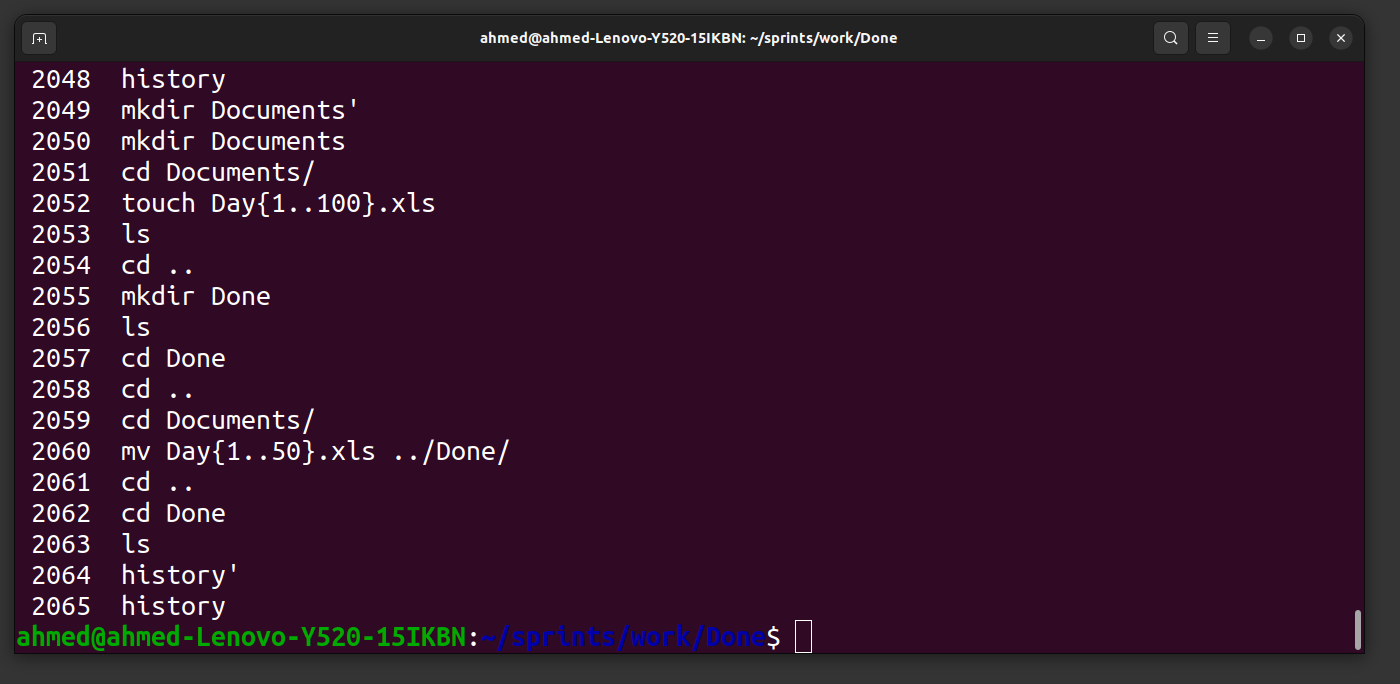 ahmed@ahmed-Lenovo-Y520-15IKBN: ~/sprints/work/Done
2048 history
2049 mkdir Documents'
2050 mkdir Documents
2051 cd Documents/
2052 touch Day{1..100}.xls
2053 ls
2054 cd ..
2055 mkdir Done
2056 ls
2057 cd Done
2058 cd ..
2059 cd Documents/
2060 mv Day{1..50}.xls ../Done/
2061 cd ..
2062 cd Done
2063 ls
2064 history'
2065 history
ahmed@ahmed-Lenovo-Y520-15IKBN:~/sprints/work/Done$